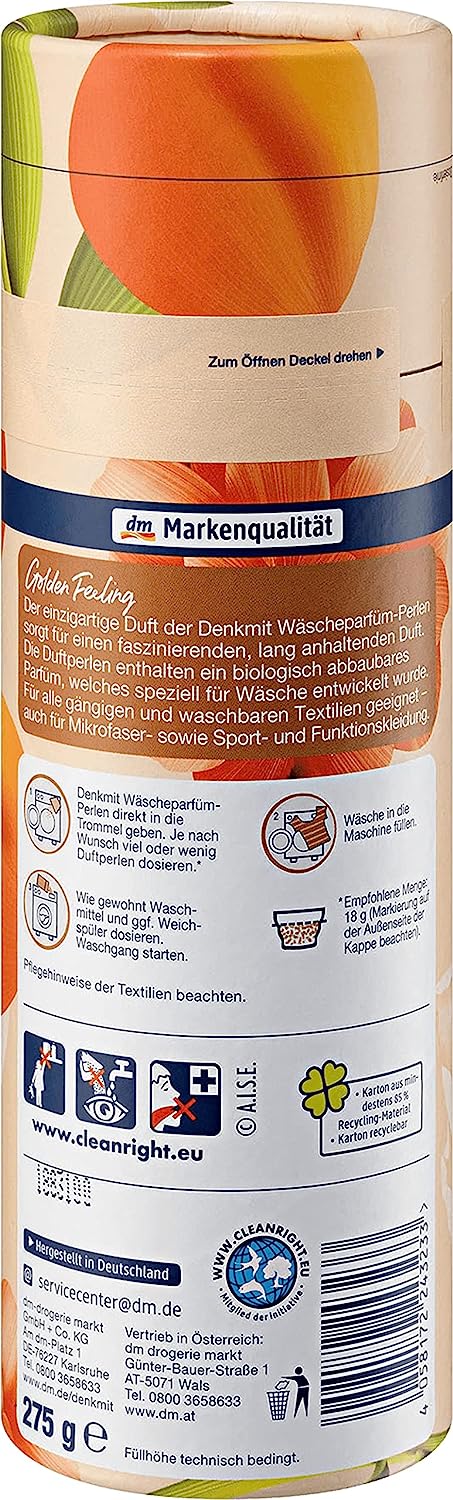 Zum Öffnen Deckel drehen ▶
dm Markenqualität
Golden Feeling
Der einzigartige Duft der Denkmit Wäscheparfüm-Perlen
sorgt für einen faszinierenden, lang anhaltenden Duft.
Die Duftperlen enthalten ein biologisch abbaubares
Parfüm, welches speziell für Wäsche entwickelt wurde.
Für alle gängigen und waschbaren Textilien geeignet –
auch für Mikrofaser- sowie Sport- und Funktionskleidung.
1
Denkmit Wäscheparfüm-
Perlen direkt in die
Trommel geben. Je nach
Wunsch viel oder wenig
Duftperlen dosieren.*
2
Wäsche in die
Maschine füllen.
3
Wie gewohnt Wasch-
mittel und ggf. Weich-
spüler dosieren.
Waschgang starten.
*Empfohlene Menge:
18 g (Markierung auf
der Außenseite der
Kappe beachten).
Pflegehinweise der Textilien beachten.
© A.I.S.E.
www.cleanright.eu
• Karton aus min-
destens 85 %
Recycling-Material
• Karton recyclebar
▶ Hergestellt in Deutschland
servicecenter@dm.de
WWW.CLEANRIGHT.EU
• Mitglied der Initiative •
dm-drogerie markt
GmbH + Co. KG
Am dm-Platz 1
DE-76227 Karlsruhe
Tel. 0800 3658633
www.dm.de/denkmit
Vertrieb in Österreich:
dm drogerie markt
Günter-Bauer-Straße 1
AT-5071 Wals
Tel. 0800 3658633
www.dm.at
275 g ℮
Füllhöhe technisch bedingt.
4 058172 243233 >